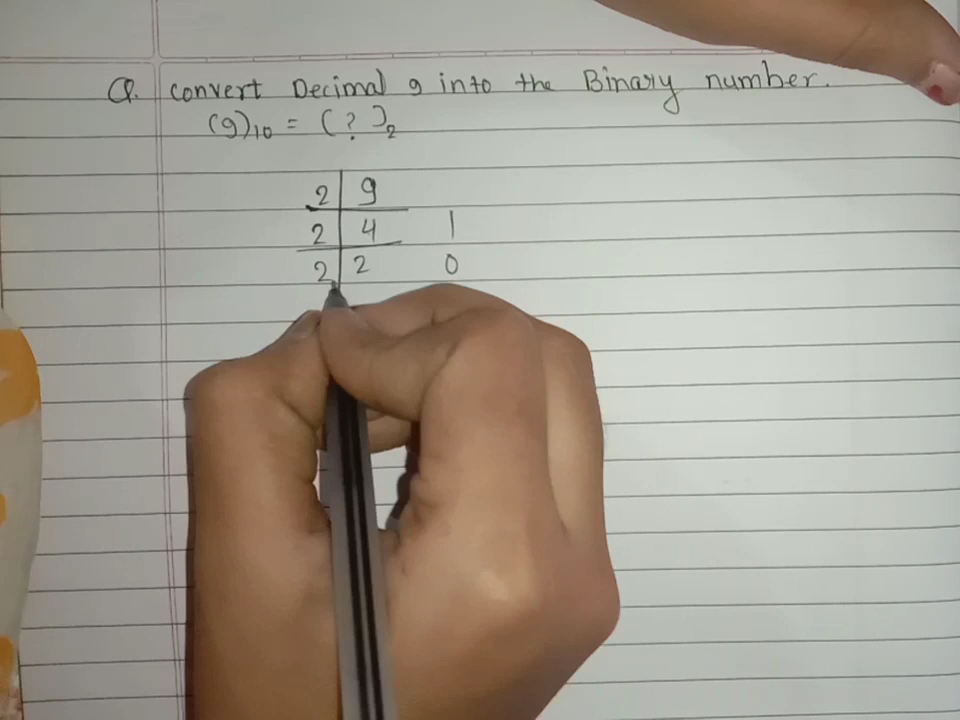 Q. convert Decimal 9 into the Binary number.
(9)10 = ( ? )2
2 9
2 4 1
2 2 0